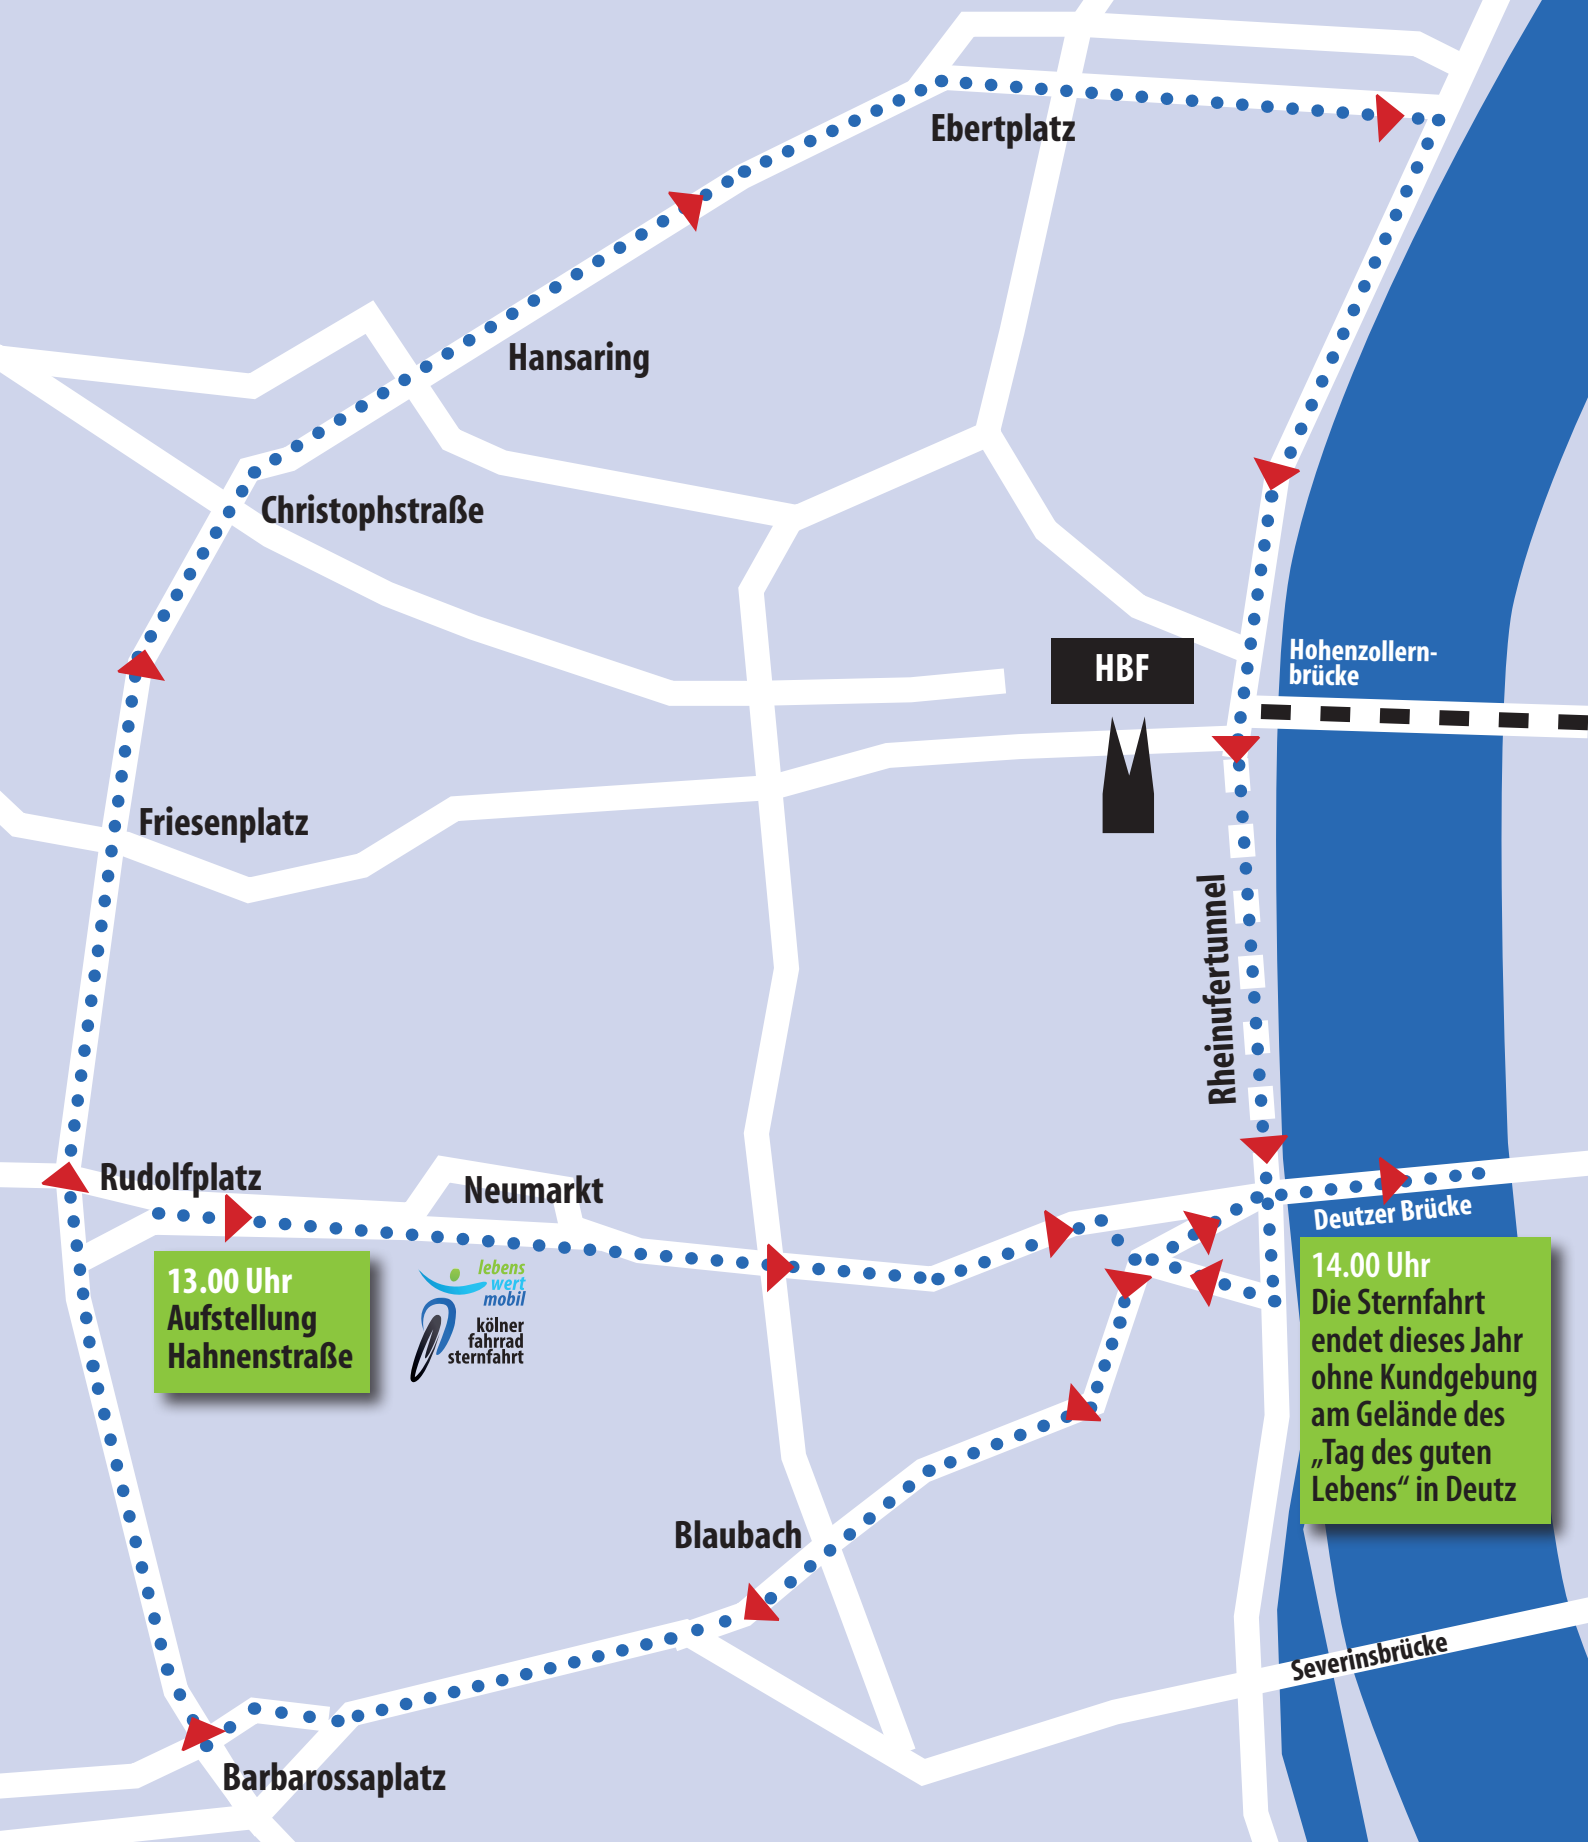 Ebertplatz
Hansaring
Christophstraße
HBF
Hohenzollern-
brücke
Friesenplatz
Rheinufertunnel
Rudolfplatz
Neumarkt
Deutzer Brücke
13.00 Uhr
Aufstellung
Hahnenstraße
lebens
wert
mobil
kölner
fahrrad
sternfahrt
14.00 Uhr
Die Sternfahrt
endet dieses Jahr
ohne Kundgebung
am Gelände des
„Tag des guten
Lebens“ in Deutz
Blaubach
Severinsbrücke
Barbarossaplatz